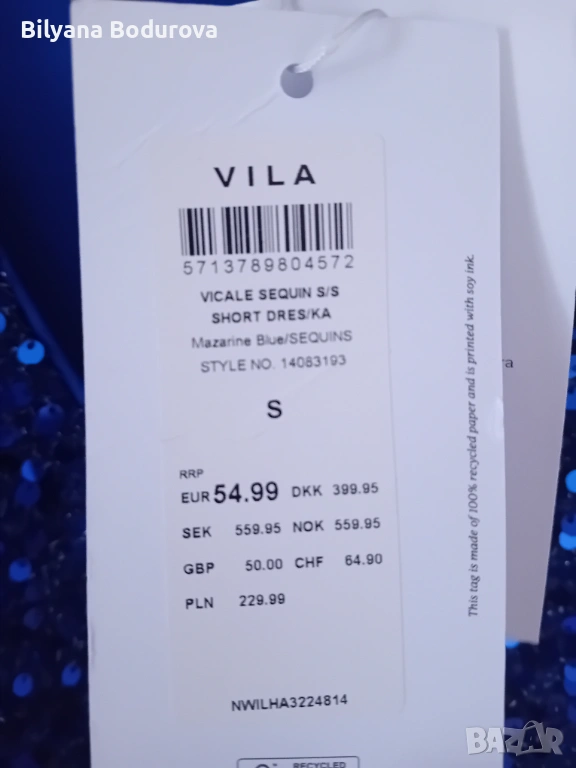 Bilyana Bodurova
VILA
5713789804572
VICALE SEQUIN S/S
SHORT DRES/KA
Mazarine Blue/SEQUINS
STYLE NO. 14083193
S
RRP
EUR 54.99 DKK 399.95
SEK 559.95 NOK 559.95
GBP 50.00 CHF 64.90
PLN 229.99
NWILHA3224814
RECYCLED
This tag is made of 100% recycled paper and is printed with soy ink.
ra
BAZAR